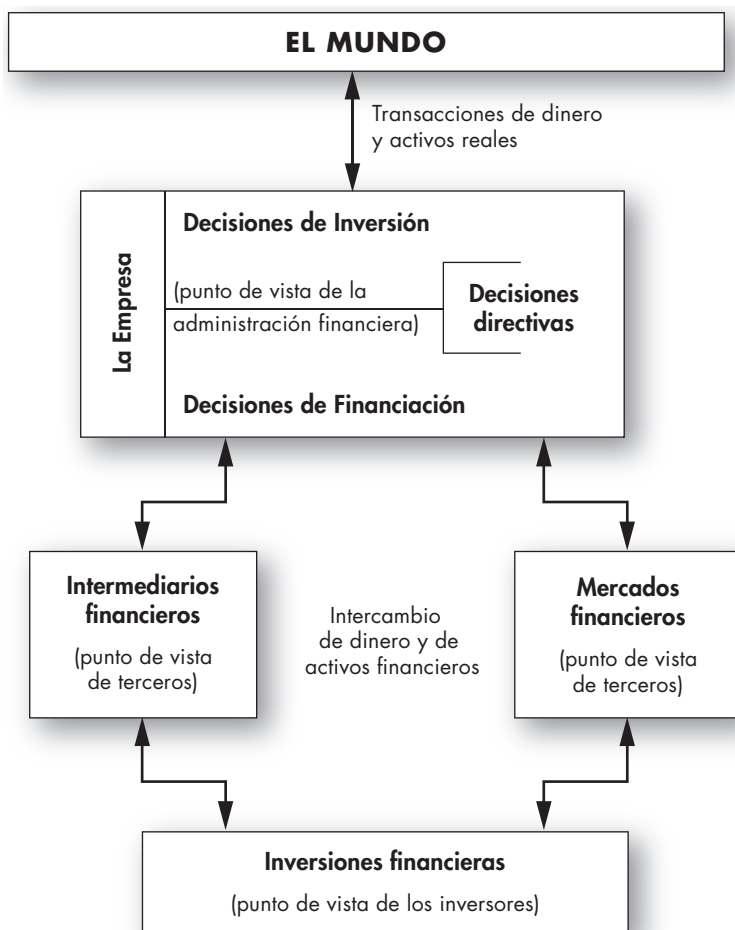 EL MUNDO
Transacciones de dinero
y activos reales
La Empresa
Decisiones de Inversión
(punto de vista de la
administración financiera)
Decisiones
directivas
Decisiones de Financiación
Intermediarios
financieros
(punto de vista
de terceros)
Intercambio
de dinero y de
activos financieros
Mercados
financieros
(punto de vista
de terceros)
Inversiones financieras
(punto de vista de los inversores)